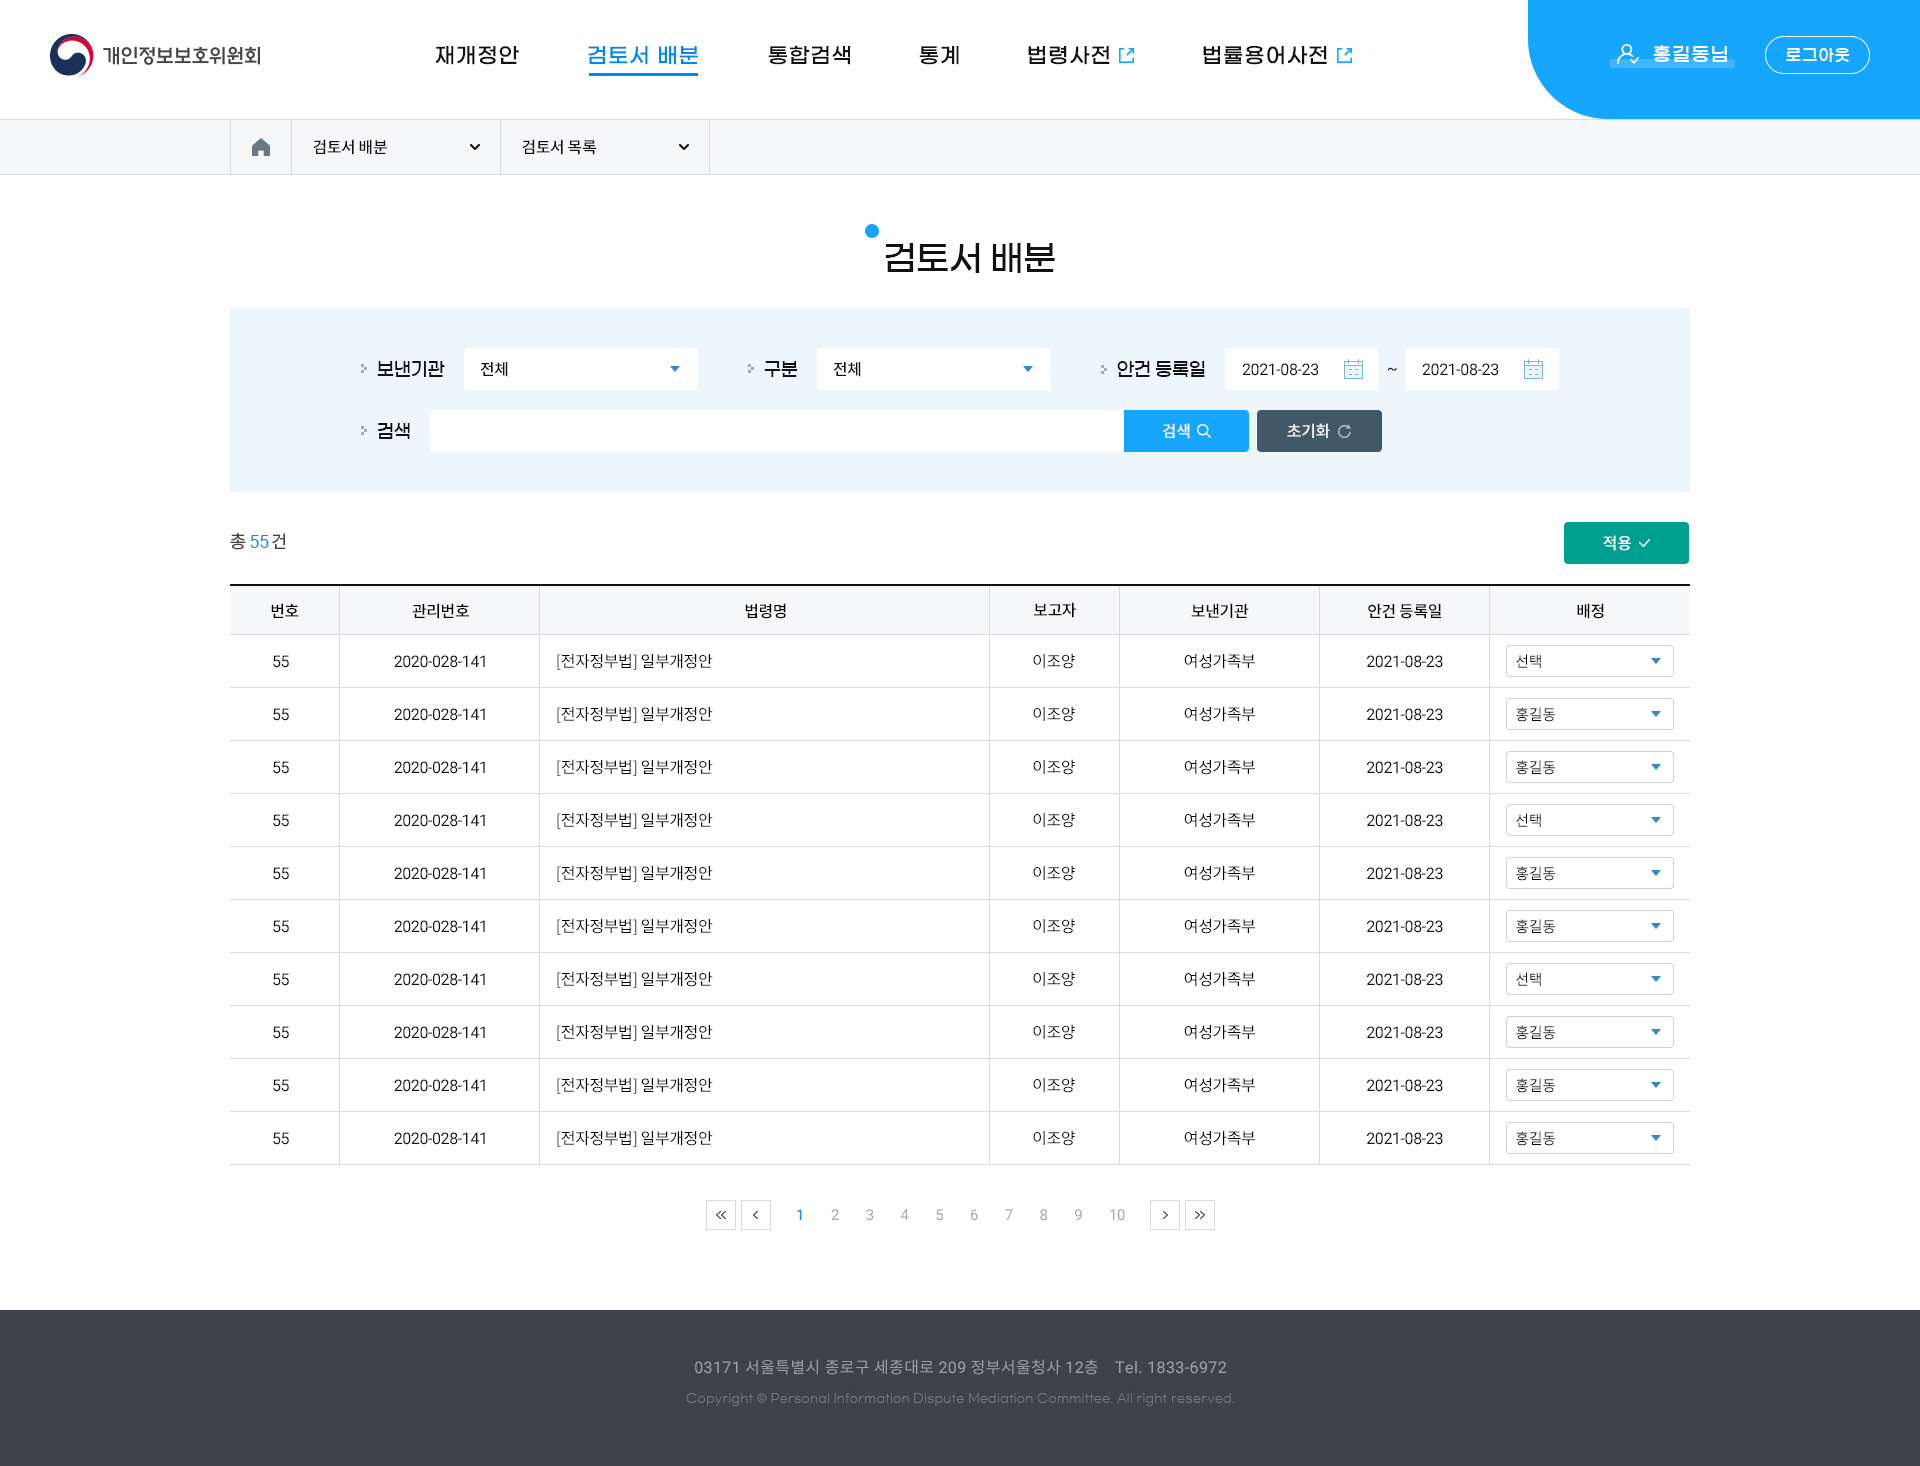 개인정보보호위원회
재개정안 검토서 배분 통합검색 통계 법령사전 법률용어사전 홍길동님 로그아웃
검토서 배분 검토서 목록
검토서 배분
보낸기관 전체 구분 전체 안건 등록일 2021-08-23 ~ 2021-08-23
검색 검색 초기화
총 55건 적용
번호 관리번호 법령명 보고자 보낸기관 안건 등록일 배정
55 2020-028-141 [전자정부법] 일부개정안 이조양 여성가족부 2021-08-23 선택
55 2020-028-141 [전자정부법] 일부개정안 이조양 여성가족부 2021-08-23 홍길동
55 2020-028-141 [전자정부법] 일부개정안 이조양 여성가족부 2021-08-23 홍길동
55 2020-028-141 [전자정부법] 일부개정안 이조양 여성가족부 2021-08-23 선택
55 2020-028-141 [전자정부법] 일부개정안 이조양 여성가족부 2021-08-23 홍길동
55 2020-028-141 [전자정부법] 일부개정안 이조양 여성가족부 2021-08-23 홍길동
55 2020-028-141 [전자정부법] 일부개정안 이조양 여성가족부 2021-08-23 선택
55 2020-028-141 [전자정부법] 일부개정안 이조양 여성가족부 2021-08-23 홍길동
55 2020-028-141 [전자정부법] 일부개정안 이조양 여성가족부 2021-08-23 홍길동
55 2020-028-141 [전자정부법] 일부개정안 이조양 여성가족부 2021-08-23 홍길동
1 2 3 4 5 6 7 8 9 10
03171 서울특별시 종로구 세종대로 209 정부서울청사 12층 Tel. 1833-6972
Copyright © Personal Information Dispute Mediation Committee. All right reserved.